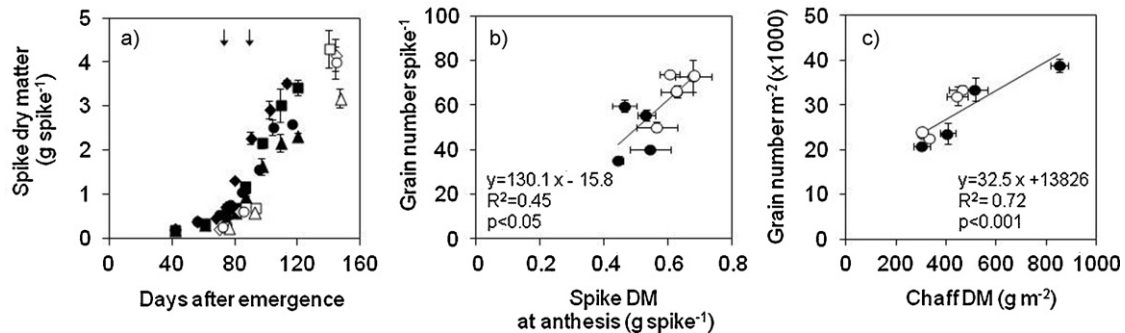 a)
5
4
3
2
1
0
Spike dry matter
(g spike⁻¹)
0 40 80 120 160
Days after emergence
b)
100
80
60
40
20
0
Grain number spike⁻¹
y=130.1 x - 15.8
R²=0.45
p<0.05
0 0.2 0.4 0.6 0.8
Spike DM
at anthesis (g spike⁻¹)
c)
50
40
30
20
10
0
Grain number m⁻² (x1000)
y=32.5 x +13826
R²= 0.72
p<0.001
0 200 400 600 800 1000
Chaff DM (g m⁻²)